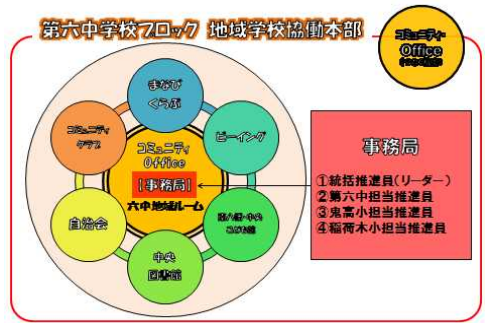 第六中学校ブロック 地域学校協働本部
コミュニティ
Office
まなび
くらぶ
コミュニティ
クラブ
ビーイング
コミュニティ
Office
【事務局】
六中地域ルーム
自治会
中央
図書館
こども館
事務局
①統括推進員(リーダー)
②第六中担当推進員
③鬼高小担当推進員
④稲荷木小担当推進員